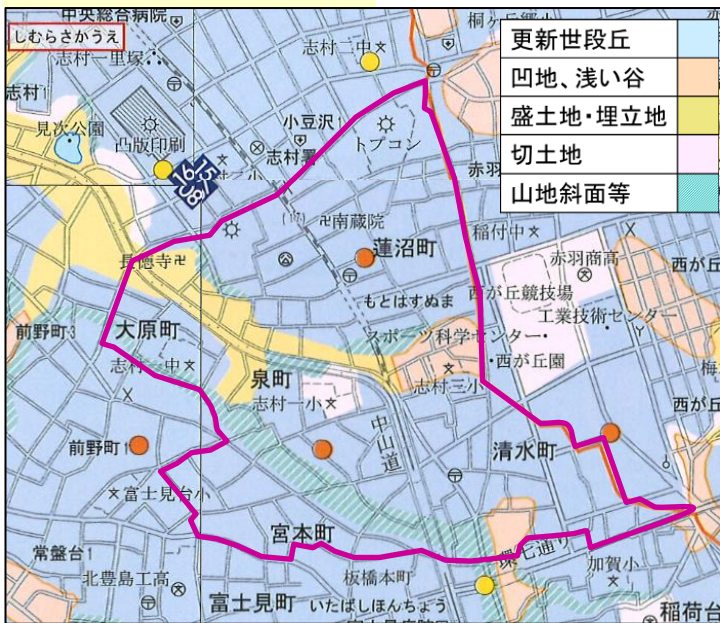 中央総合病院
桐ヶ丘
しむらさかうえ
志村一里塚
志村二中
更新世段丘
凹地、浅い谷
盛土地・埋立地
切土地
山地斜面等
志村1
見次公園
凸版印刷
小豆沢1
志村署
トプコン
卍南蔵院
蓮沼町
稲付中
赤羽商高
西が丘
長徳寺卍
もとはすぬま
西が丘競技場
工業技術センター
前野町3
大原町
スポーツ科学センター
西が丘園
志村一中
泉町
志村三小
志村一小
西が丘
中山道
前野町1
清水町
富士見台小
宮本町
環七通り
常盤台1
加賀小
北豊島工高
板橋本町
富士見町
いたばしほんちょう
稲荷台